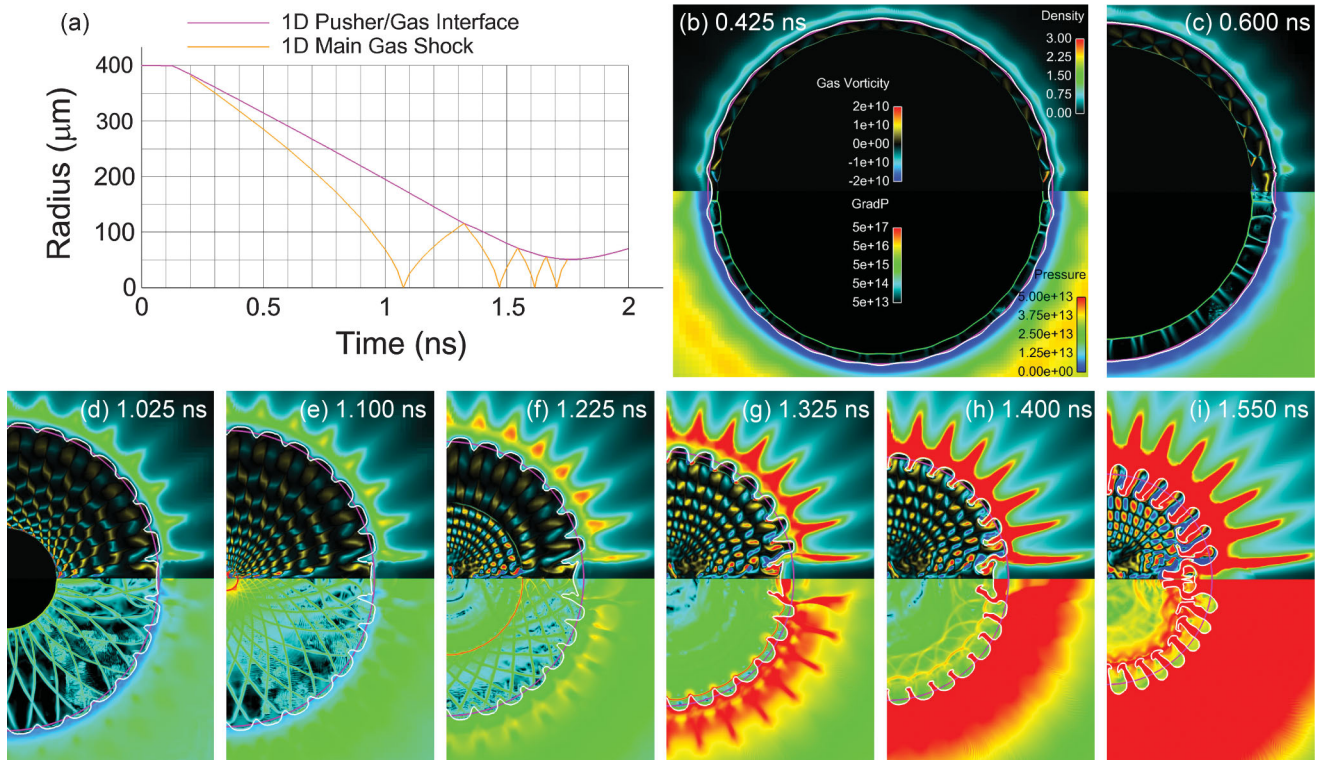 (a)
1D Pusher/Gas Interface
1D Main Gas Shock
400
300
200
100
0
Radius (μm)
0
0.5
1
1.5
2
Time (ns)
(b) 0.425 ns
Density
3.00
2.25
1.50
0.75
0.00
Gas Vorticity
2e+10
1e+10
0e+00
-1e+10
-2e+10
GradP
5e+17
5e+16
5e+15
5e+14
5e+13
Pressure
5.00e+13
3.75e+13
2.50e+13
1.25e+13
0.00e+00
(c) 0.600 ns
(d) 1.025 ns
(e) 1.100 ns
(f) 1.225 ns
(g) 1.325 ns
(h) 1.400 ns
(i) 1.550 ns